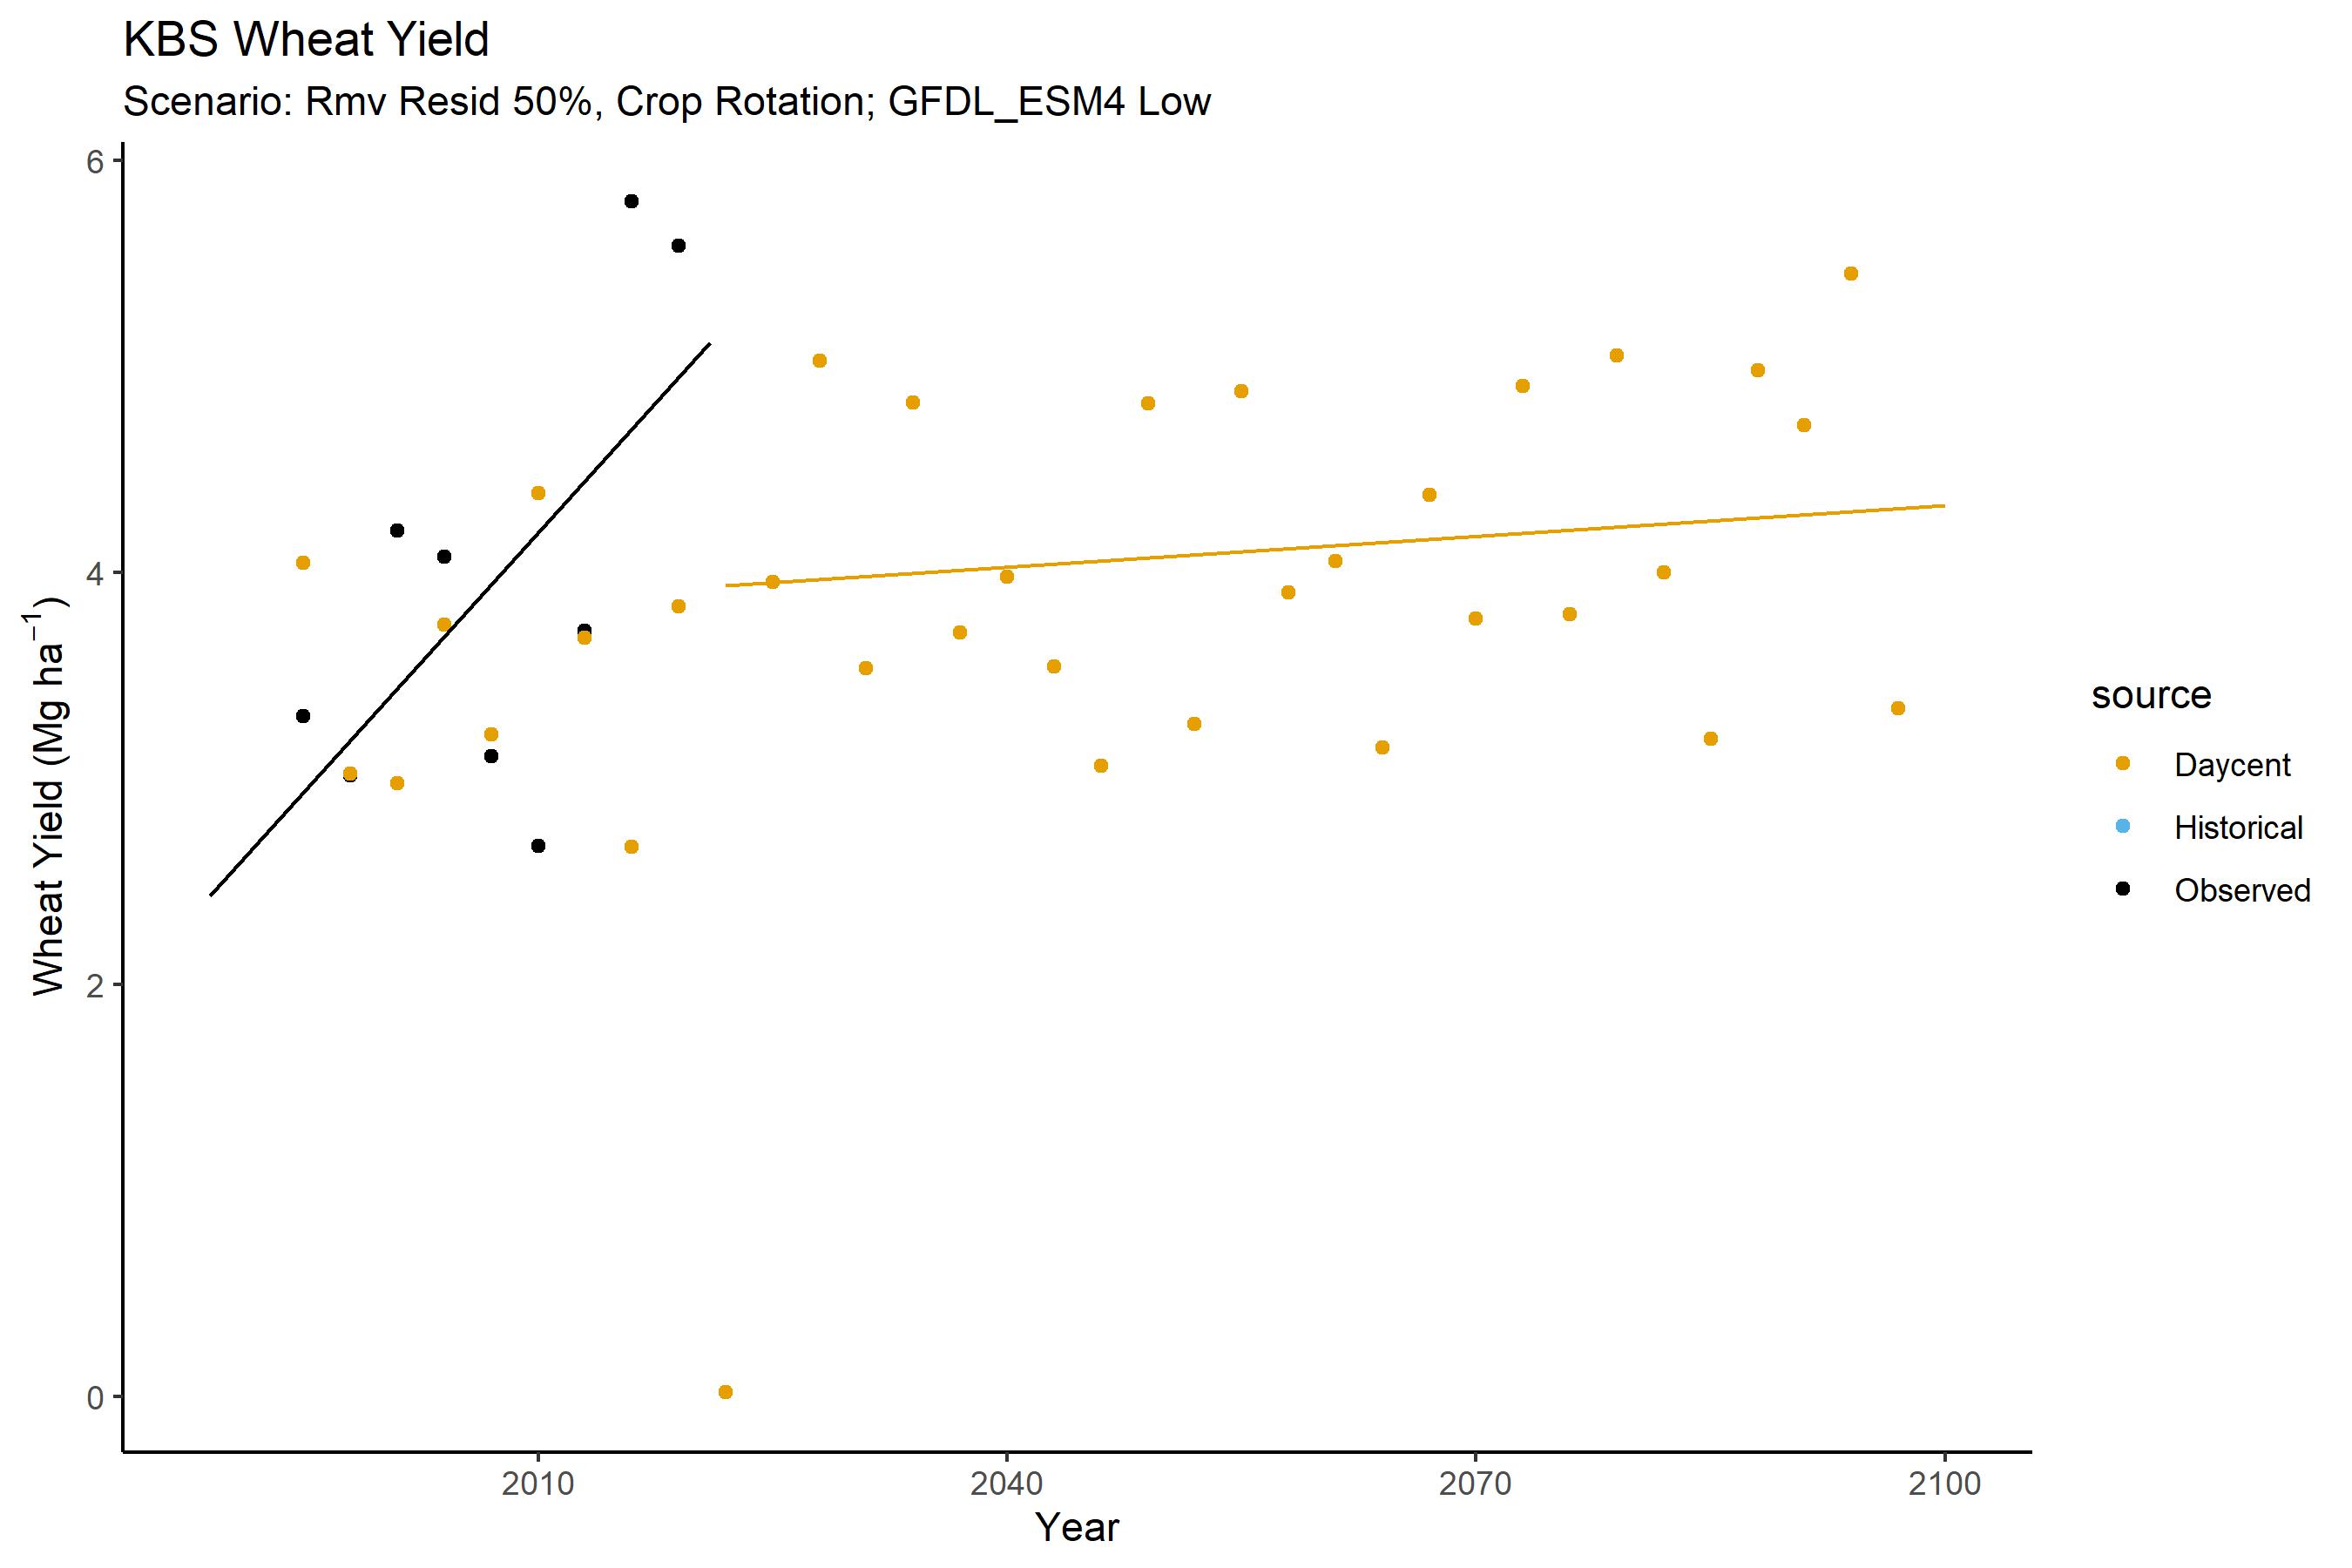 KBS Wheat Yield
Scenario: Rmv Resid 50%, Crop Rotation; GFDL_ESM4 Low
Wheat Yield (Mg ha⁻¹)
6
4
2
0
2010
2040
2070
2100
Year
source
Daycent
Historical
Observed